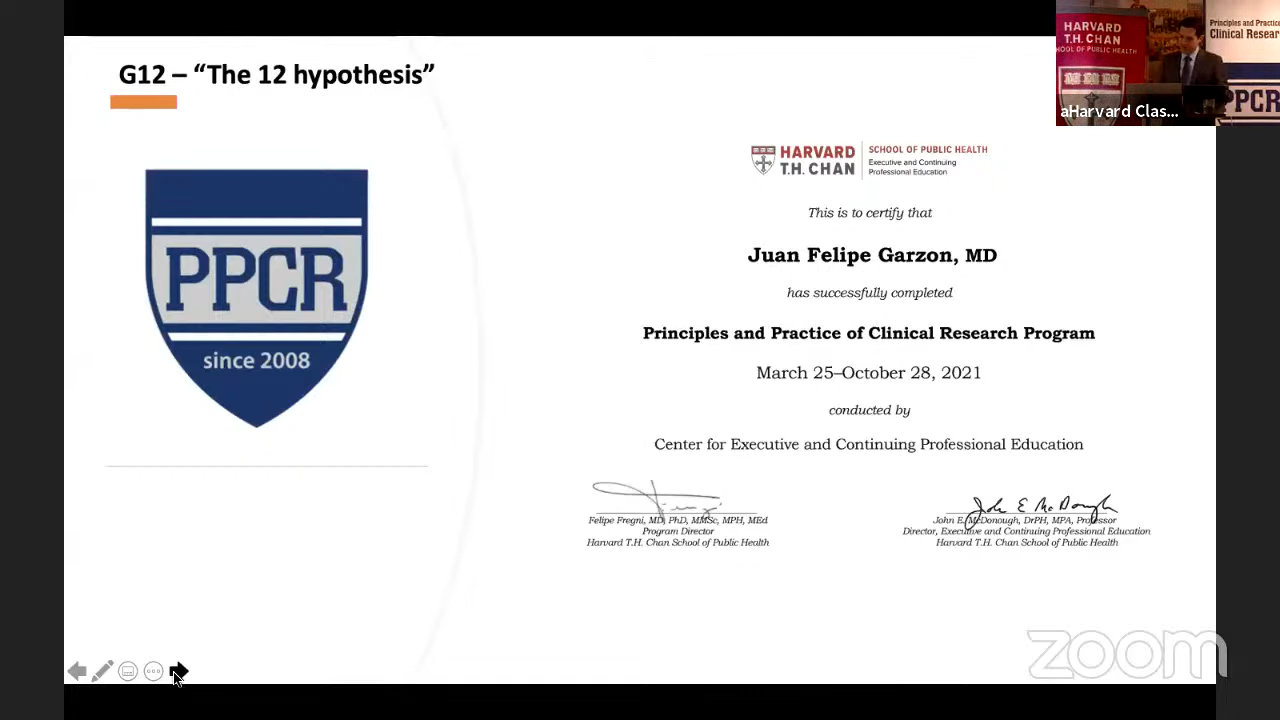 G12 – “The 12 hypothesis”
PPCR
since 2008
HARVARD
T.H. CHAN
SCHOOL OF PUBLIC HEALTH
Executive and Continuing
Professional Education
This is to certify that
Juan Felipe Garzon, MD
has successfully completed
Principles and Practice of Clinical Research Program
March 25–October 28, 2021
conducted by
Center for Executive and Continuing Professional Education
Felipe Fregni, MD, PhD, MMSc, MPH, MEd
Program Director
Harvard T.H. Chan School of Public Health
John E McDonough
John E. McDonough, DrPH, MPA, Professor
Director, Executive and Continuing Professional Education
Harvard T.H. Chan School of Public Health
HARVARD
T.H. CHAN
SCHOOL OF PUBLIC HEALTH
Principles and Practice
Clinical Resear
PPCR
aHarvard Clas...
zoom